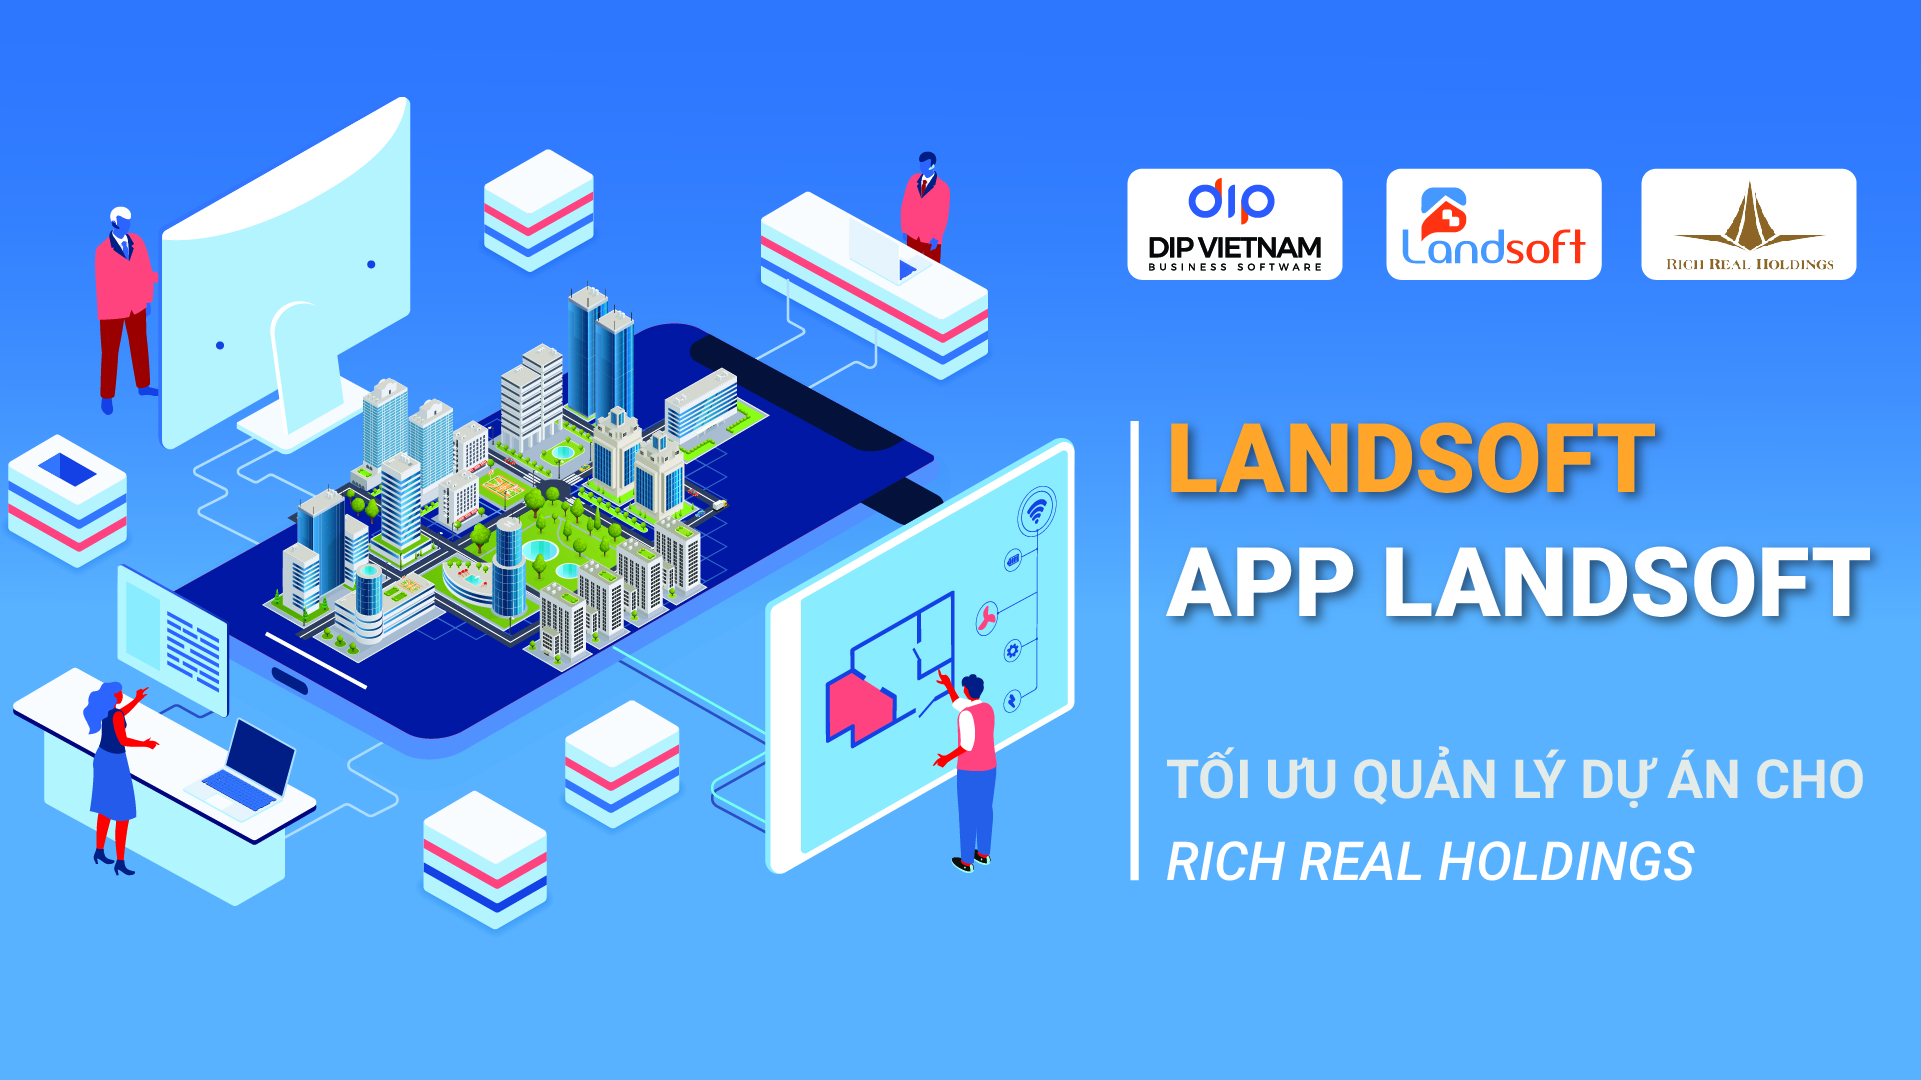 dip
DIP VIETNAM
BUSINESS SOFTWARE
Landsoft
RICH REAL HOLDINGS
LANDSOFT
APP LANDSOFT
TỐI ƯU QUẢN LÝ DỰ ÁN CHO
RICH REAL HOLDINGS